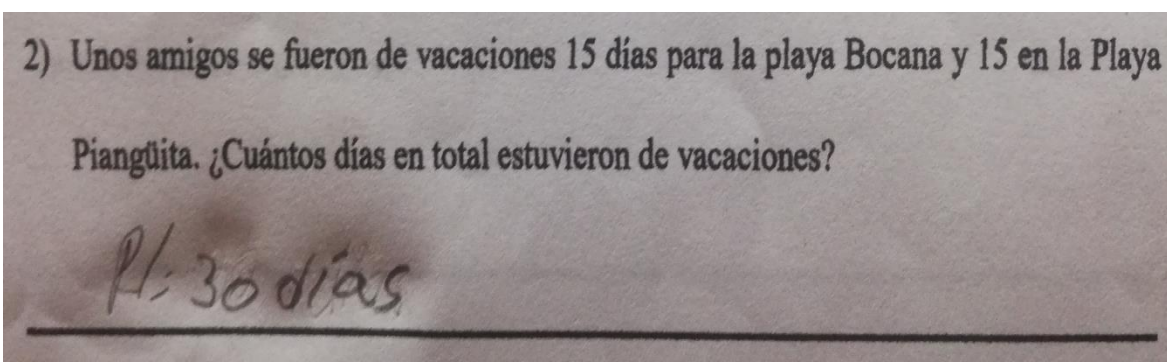 2) Unos amigos se fueron de vacaciones 15 días para la playa Bocana y 15 en la Playa
Piangüita. ¿Cuántos días en total estuvieron de vacaciones?
R/: 30 días